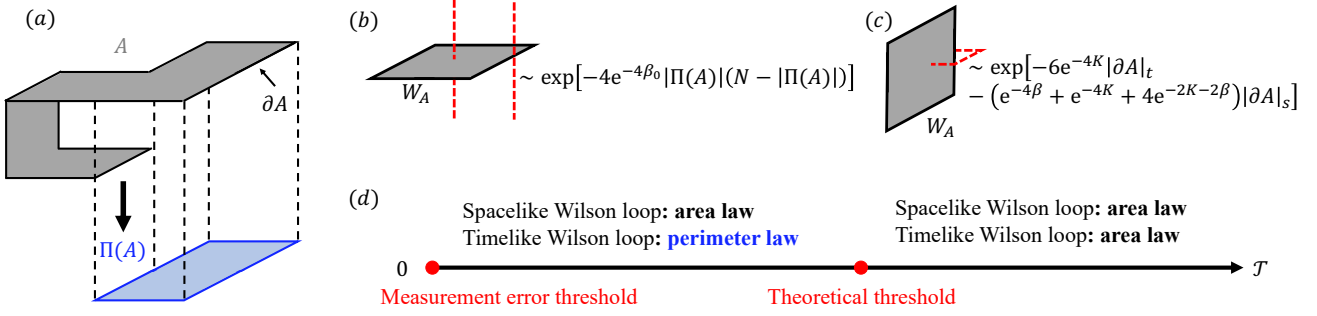 (a)
A
∂A
Π(A)
(b)
W_A
~ exp[−4e^{−4β_0}|Π(A)|(N − |Π(A)|)]
(c)
W_A
~ exp[−6e^{−4K}|∂A|_t
− (e^{−4β} + e^{−4K} + 4e^{−2K−2β})|∂A|_s]
(d)
Spacelike Wilson loop: area law
Timelike Wilson loop: perimeter law
Spacelike Wilson loop: area law
Timelike Wilson loop: area law
0
𝒯
Measurement error threshold
Theoretical threshold